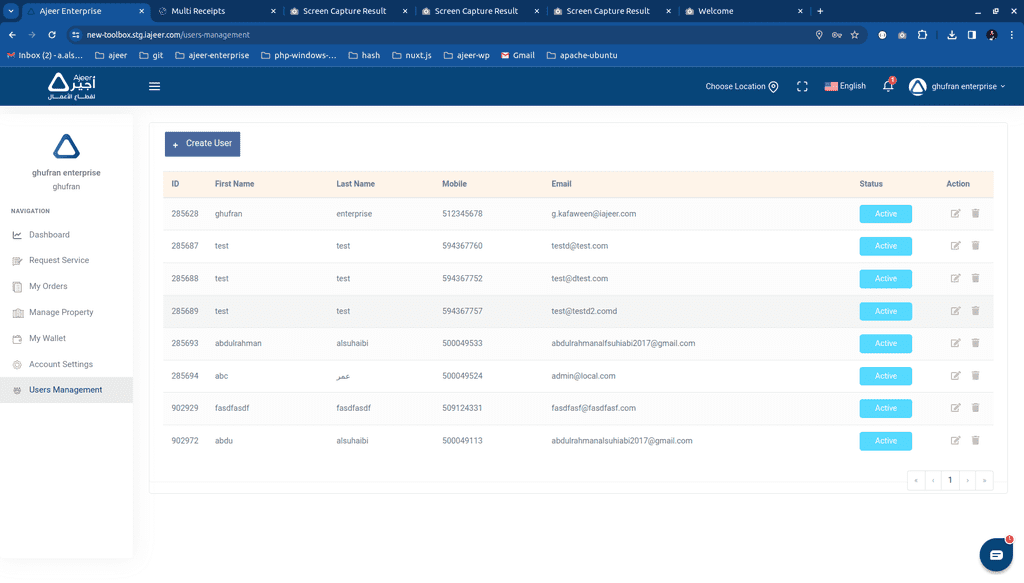 Ajeer Enterprise
Multi Receipts
Screen Capture Result
Screen Capture Result
Screen Capture Result
Welcome
new-toolbox.stg.iajeer.com/users-management
Inbox (2) - a.als...
ajeer
git
ajeer-enterprise
php-windows-...
hash
nuxt.js
ajeer-wp
Gmail
apache-ubuntu
Ajeer
أجير
لقطاع الأعمال
Choose Location
English
1
ghufran enterprise
ghufran enterprise
ghufran
NAVIGATION
Dashboard
Request Service
My Orders
Manage Property
My Wallet
Account Settings
Users Management
+ Create User
ID First Name Last Name Mobile Email Status Action
285628 ghufran enterprise 512345678 g.kafaween@iajeer.com Active
285687 test test 594367760 testd@test.com Active
285688 test test 594367752 test@dtest.com Active
285689 test test 594367757 test@testd2.comd Active
285693 abdulrahman alsuhaibi 500049533 abdulrahmanalfsuhiabi2017@gmail.com Active
285694 abc عمر 500049524 admin@local.com Active
902929 fasdfasdf fasdfasdf 509124331 fasdfasf@fasdfasf.com Active
902972 abdu alsuhaibi 500049113 abdulrahmanalsuhiabi2017@gmail.com Active
« ‹ 1 › »
1